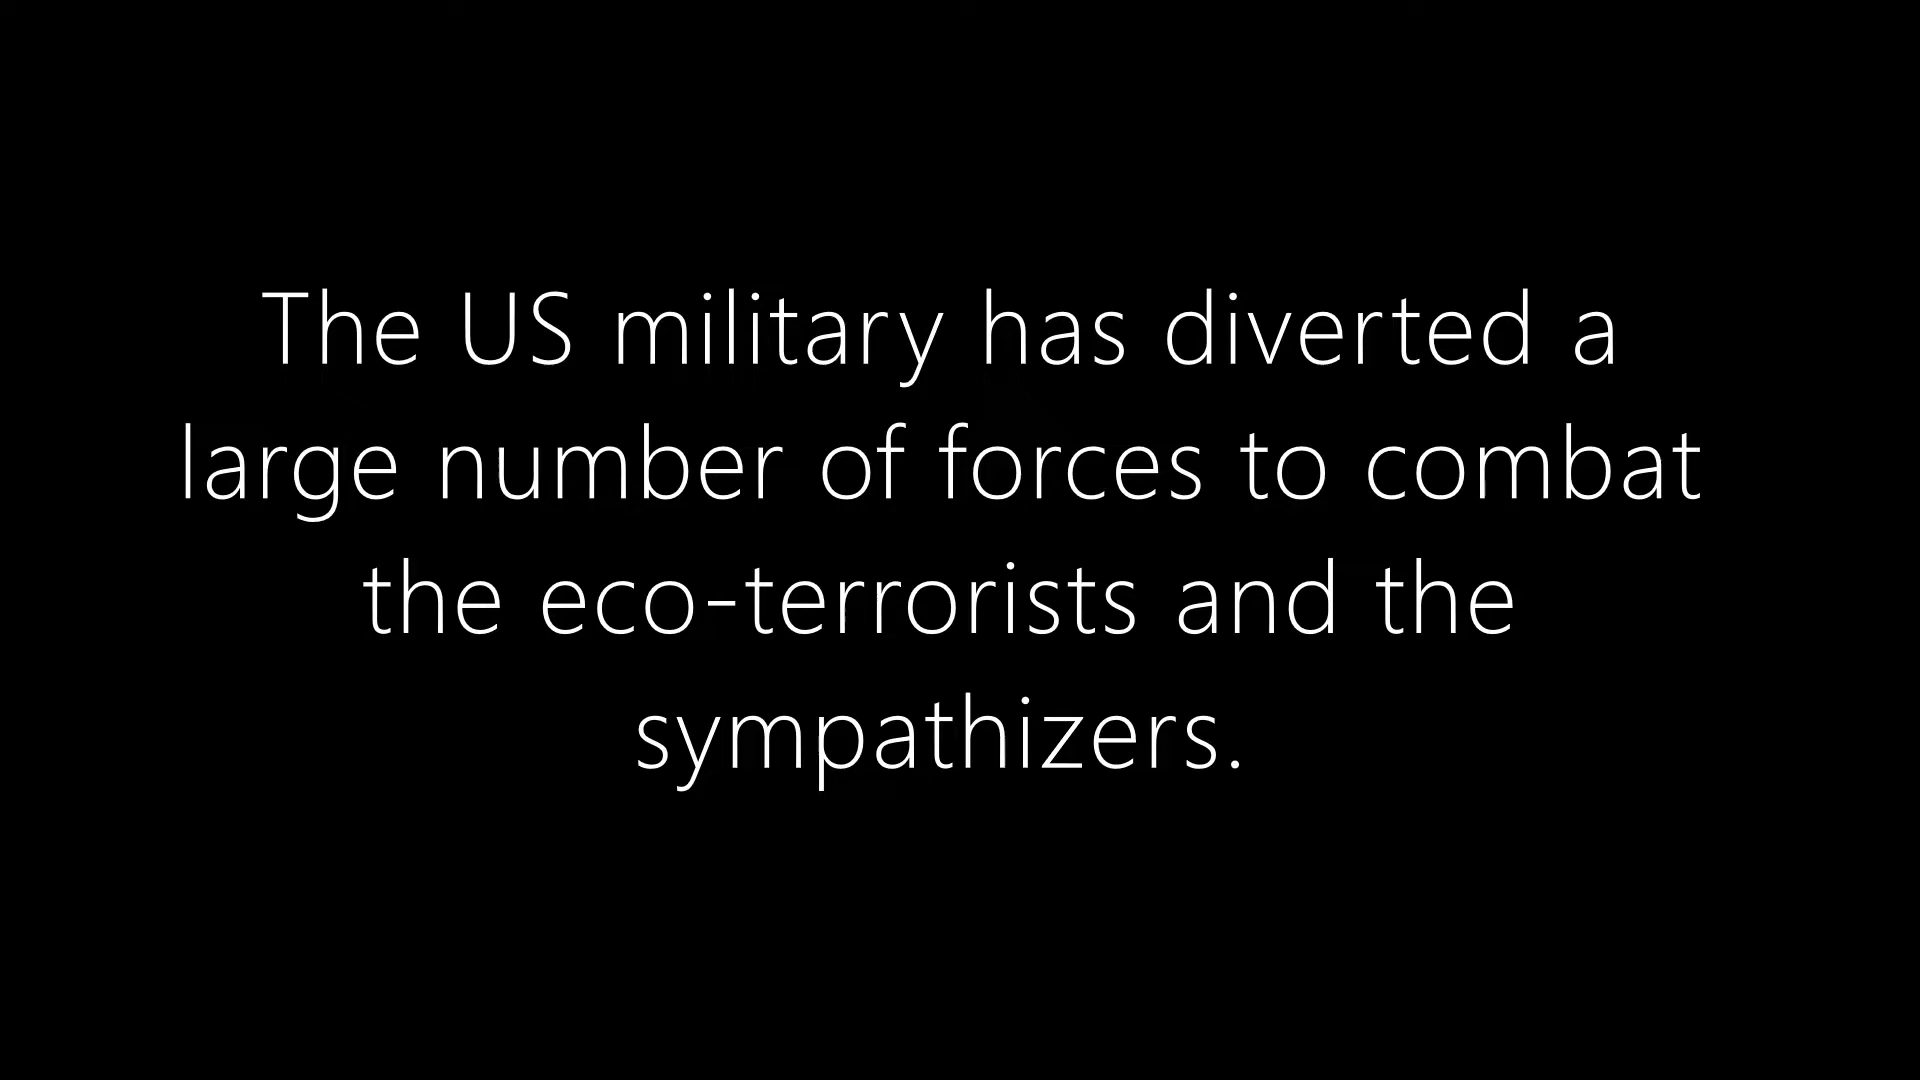 The US military has diverted a
large number of forces to combat
the eco-terrorists and the
sympathizers.